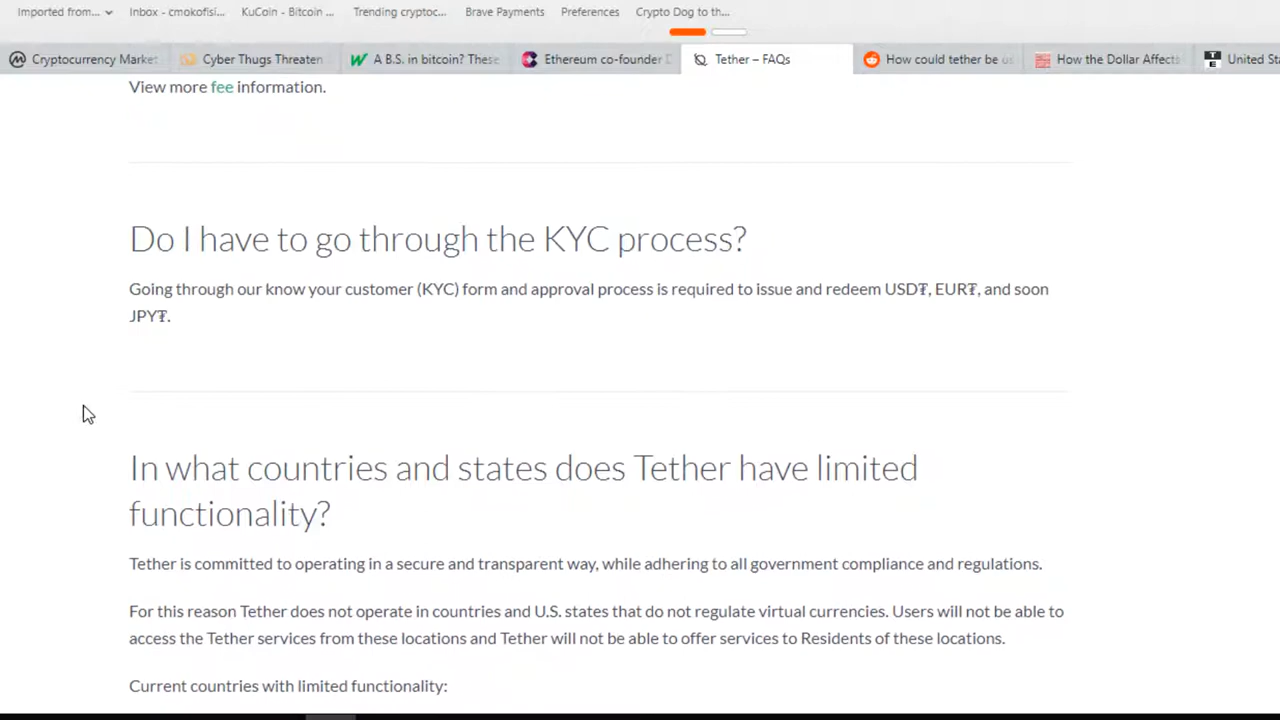 Imported from... Inbox - cmokofisi... KuCoin - Bitcoin ... Trending cryptoc... Brave Payments Preferences Crypto Dog to th...
Cryptocurrency Market Cyber Thugs Threaten A B.S. in bitcoin? These Ethereum co-founder Tether – FAQs How could tether be How the Dollar Affects United
View more fee information.
Do I have to go through the KYC process?
Going through our know your customer (KYC) form and approval process is required to issue and redeem USD₮, EUR₮, and soon
JPY₮.
In what countries and states does Tether have limited
functionality?
Tether is committed to operating in a secure and transparent way, while adhering to all government compliance and regulations.
For this reason Tether does not operate in countries and U.S. states that do not regulate virtual currencies. Users will not be able to
access the Tether services from these locations and Tether will not be able to offer services to Residents of these locations.
Current countries with limited functionality: